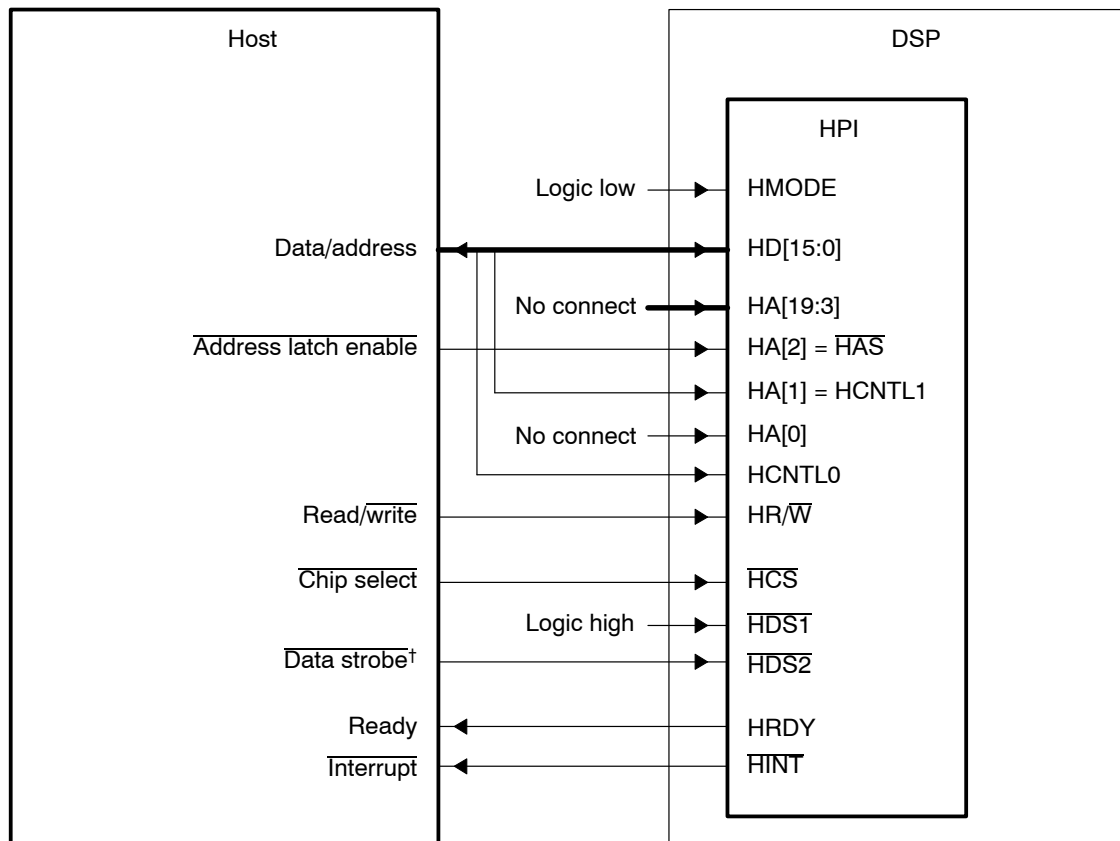 Host DSP
HPI
Logic low HMODE
Data/address HD[15:0]
No connect HA[19:3]
Address latch enable HA[2] = HAS
HA[1] = HCNTL1
No connect HA[0]
HCNTL0
Read/write HR/W
Chip select HCS
Logic high HDS1
Data strobe† HDS2
Ready HRDY
Interrupt HINT